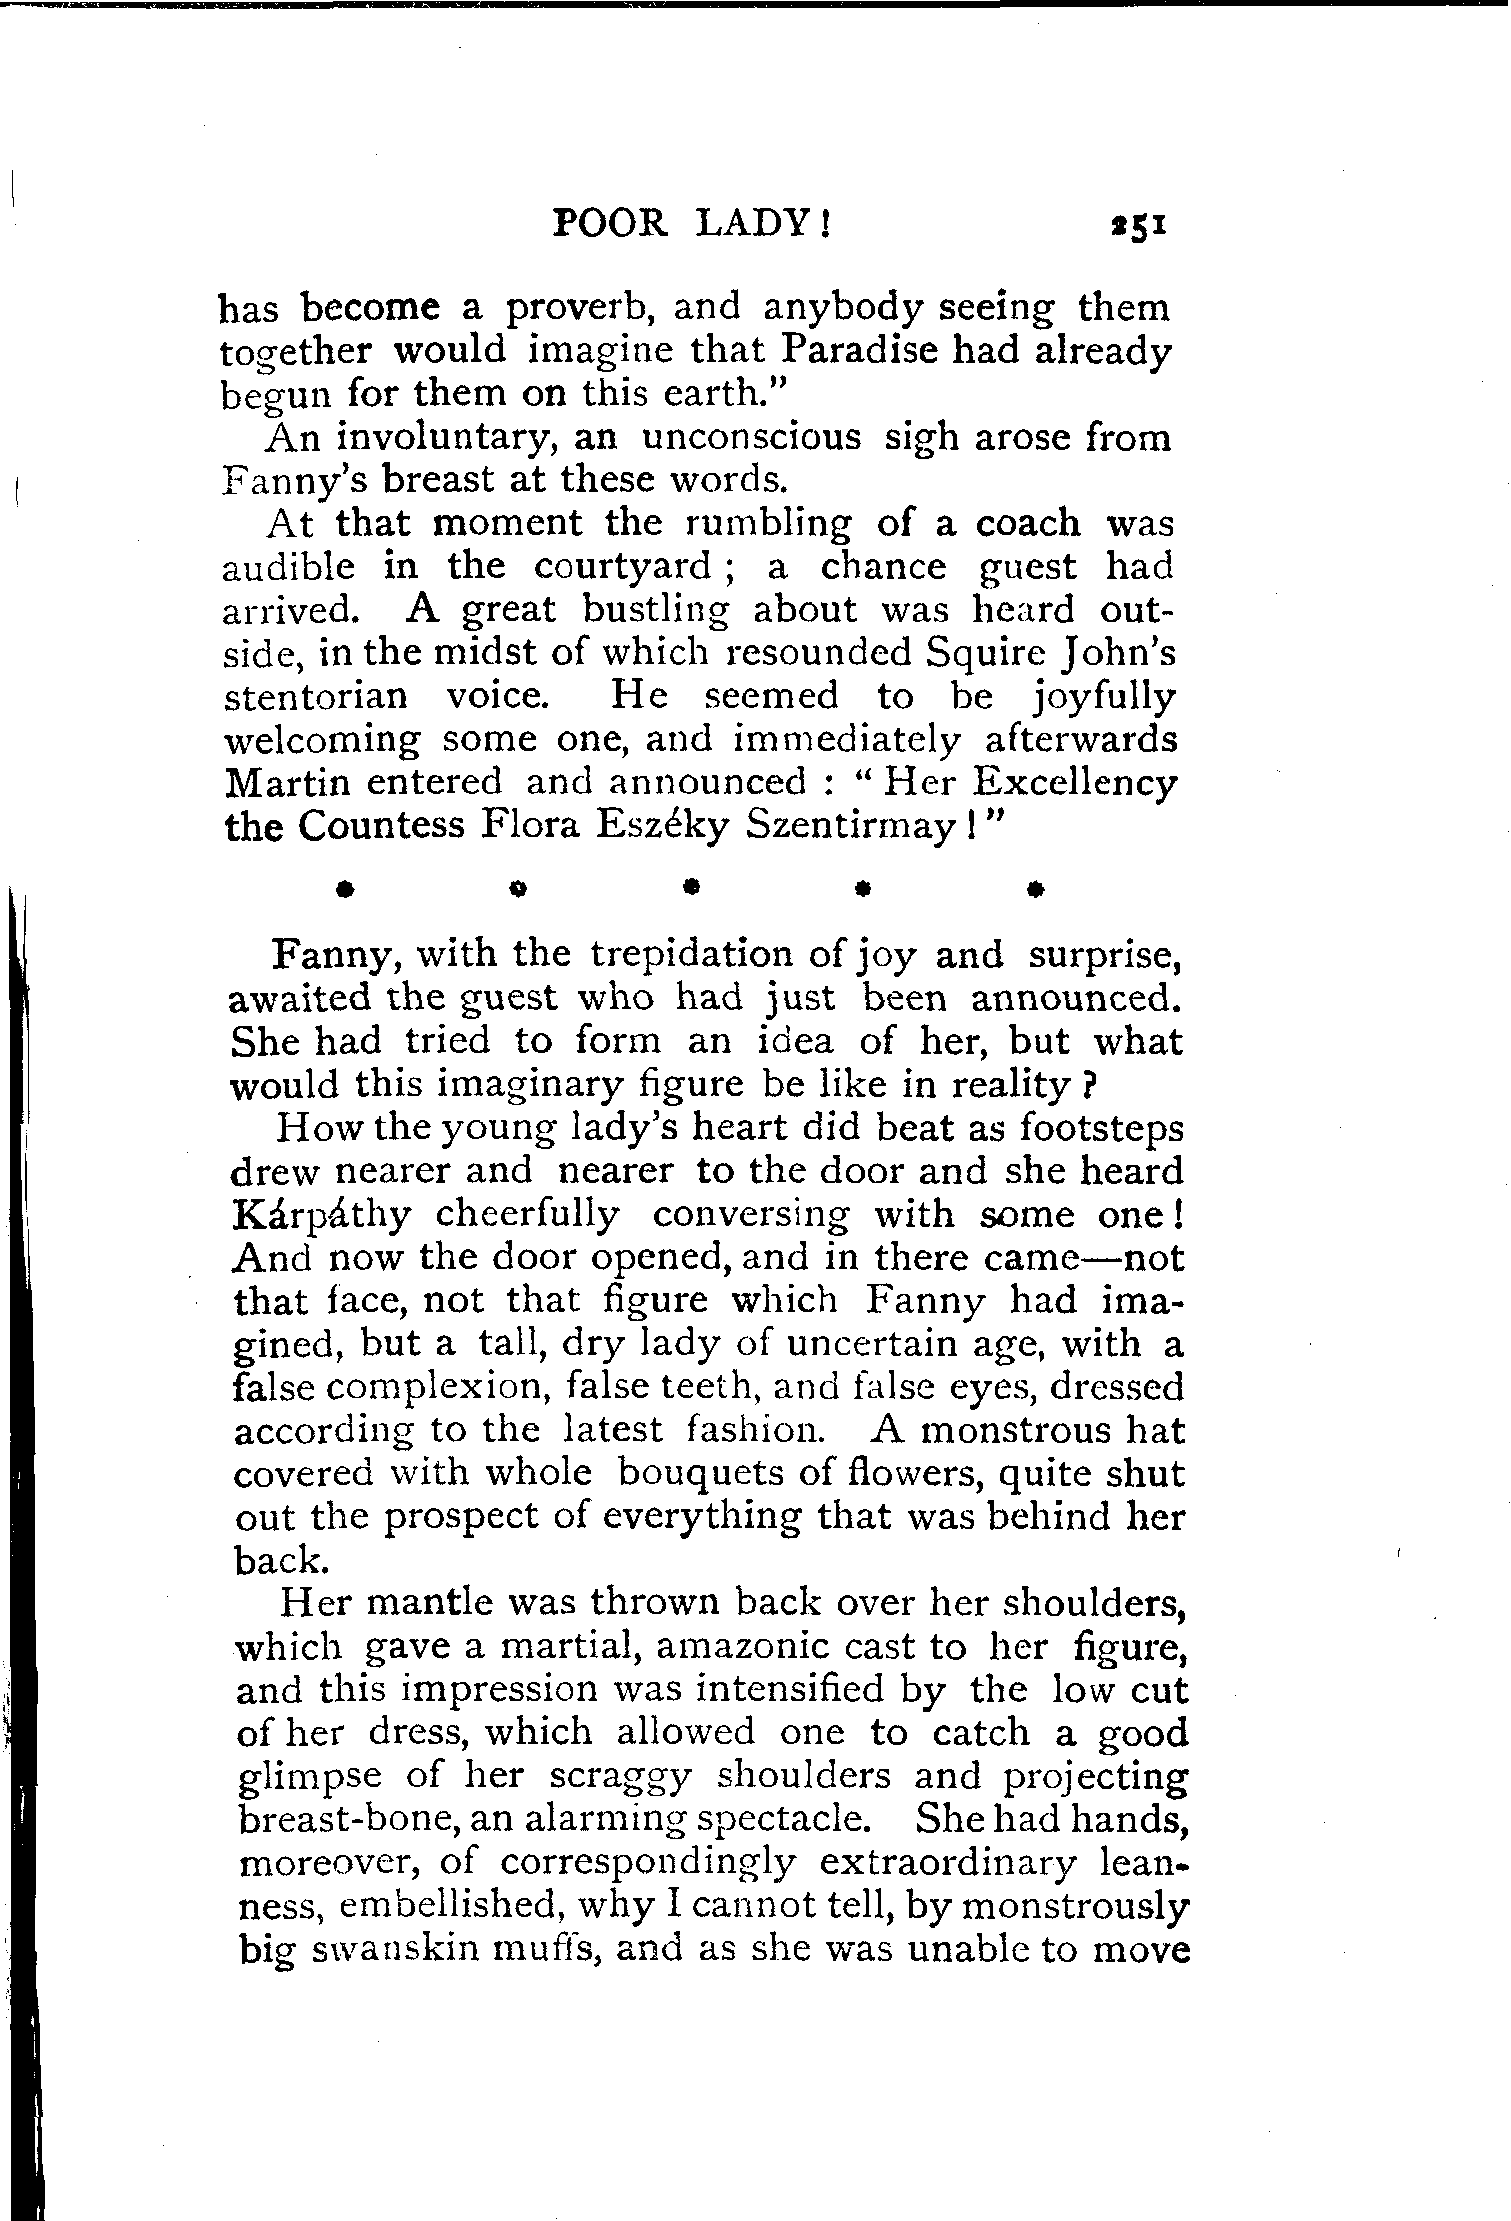 POOR LADY! 251
has become a proverb, and anybody seeing them
together would imagine that Paradise had already
begun for them on this earth."
An involuntary, an unconscious sigh arose from
Fanny's breast at these words.
At that moment the rumbling of a coach was
audible in the courtyard; a chance guest had
arrived. A great bustling about was heard out-
side, in the midst of which resounded Squire John's
stentorian voice. He seemed to be joyfully
welcoming some one, and immediately afterwards
Martin entered and announced: "Her Excellency
the Countess Flora Eszéky Szentirmay!"
* * * * *
Fanny, with the trepidation of joy and surprise,
awaited the guest who had just been announced.
She had tried to form an idea of her, but what
would this imaginary figure be like in reality?
How the young lady's heart did beat as footsteps
drew nearer and nearer to the door and she heard
Kárpáthy cheerfully conversing with some one!
And now the door opened, and in there came—not
that face, not that figure which Fanny had ima-
gined, but a tall, dry lady of uncertain age, with a
false complexion, false teeth, and false eyes, dressed
according to the latest fashion. A monstrous hat
covered with whole bouquets of flowers, quite shut
out the prospect of everything that was behind her
back.
Her mantle was thrown back over her shoulders,
which gave a martial, amazonic cast to her figure,
and this impression was intensified by the low cut
of her dress, which allowed one to catch a good
glimpse of her scraggy shoulders and projecting
breast-bone, an alarming spectacle. She had hands,
moreover, of correspondingly extraordinary lean-
ness, embellished, why I cannot tell, by monstrously
big swanskin muffs, and as she was unable to move